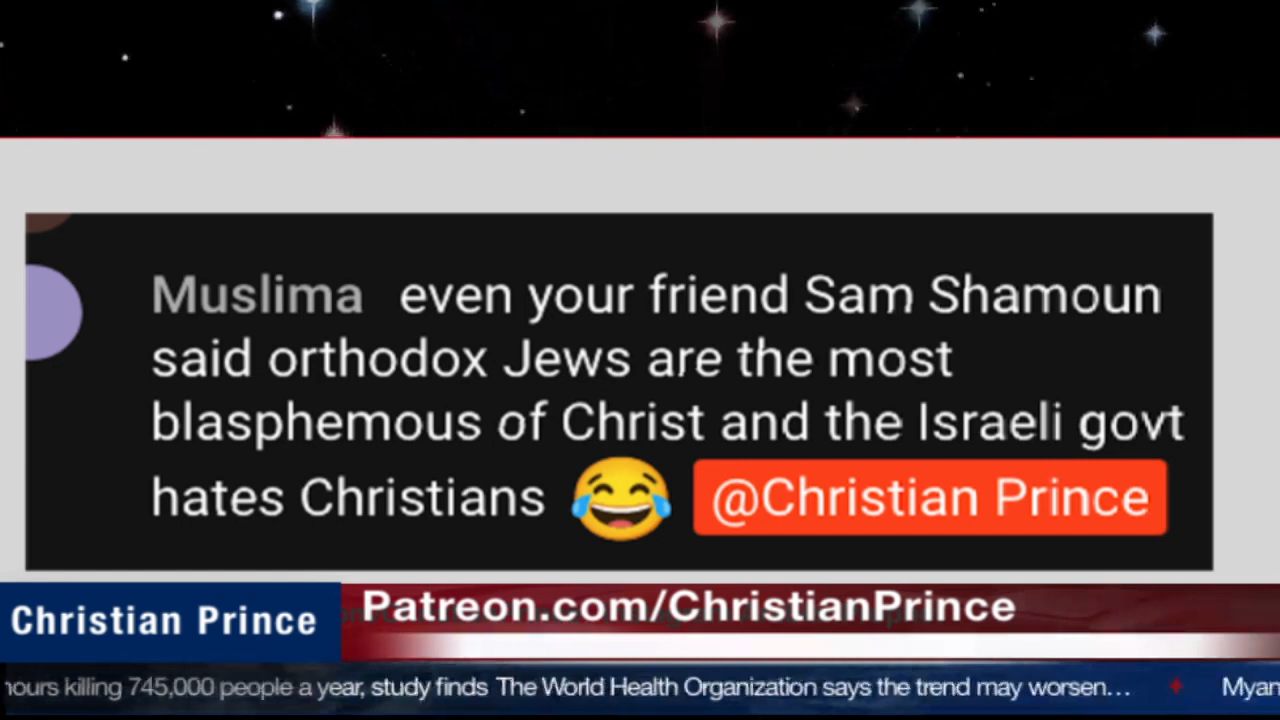 Muslima even your friend Sam Shamoun
said orthodox Jews are the most
blasphemous of Christ and the Israeli govt
hates Christians 😂 @Christian Prince
Christian Prince
Patreon.com/ChristianPrince
hours killing 745,000 people a year, study finds The World Health Organization says the trend may worsen...